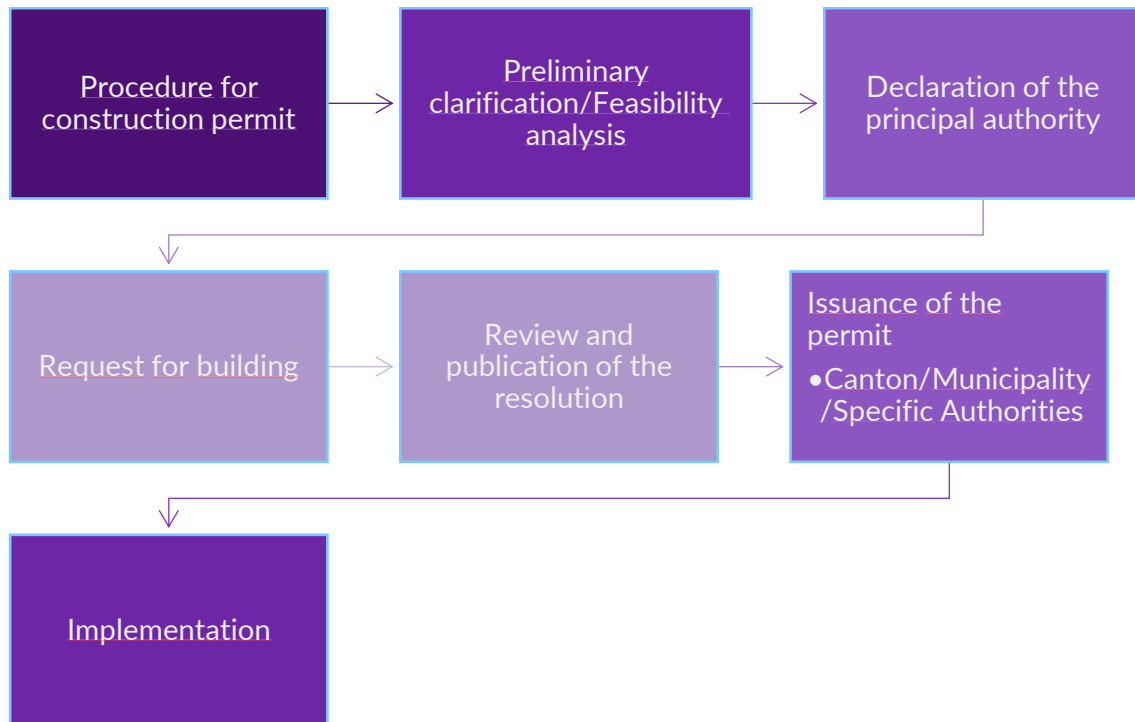 Procedure for
construction permit
Preliminary
clarification/Feasibility
analysis
Declaration of the
principal authority
Request for building
Review and
publication of the
resolution
Issuance of the
permit
•Canton/Municipality
/Specific Authorities
Implementation